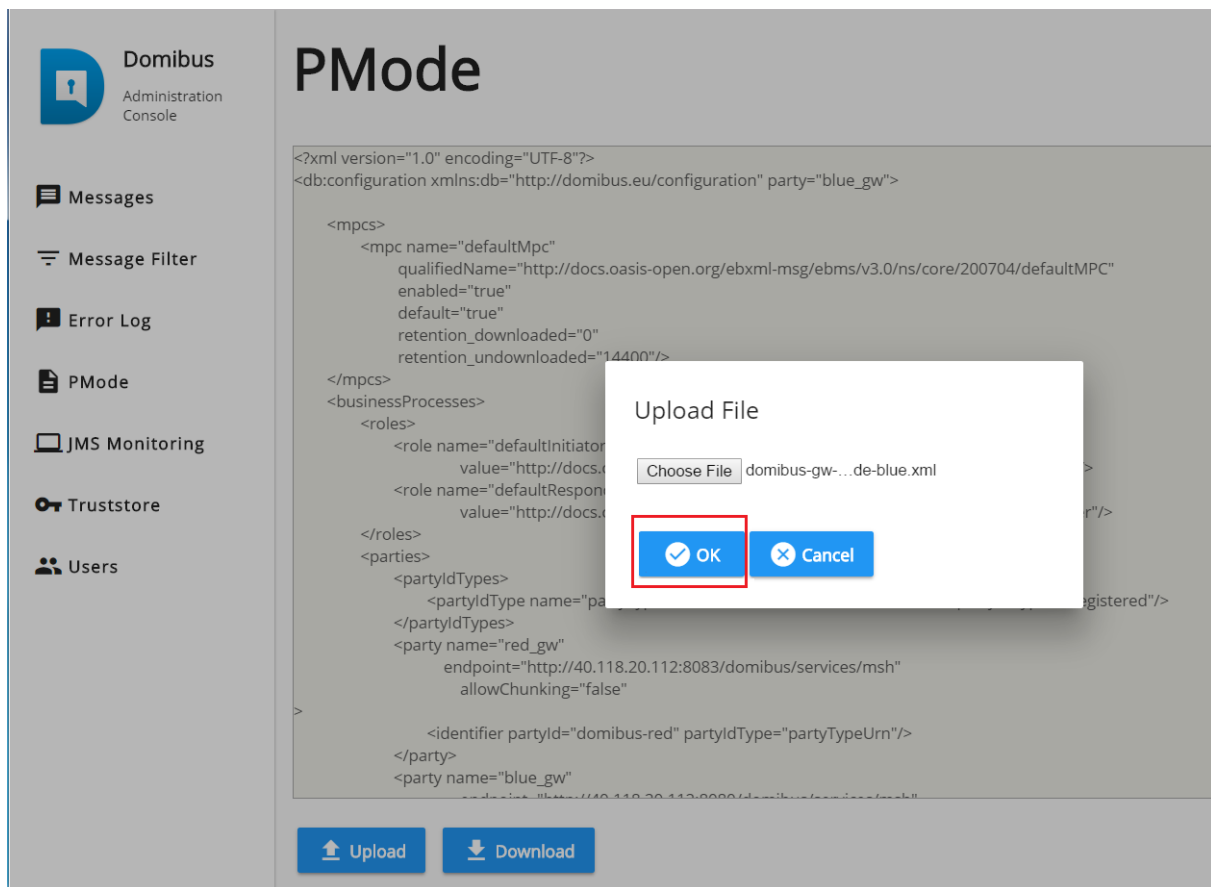 Domibus
Administration
Console
Messages
Message Filter
Error Log
PMode
JMS Monitoring
Truststore
Users
PMode
<?xml version="1.0" encoding="UTF-8"?>
<db:configuration xmlns:db="http://domibus.eu/configuration" party="blue_gw">
<mpcs>
<mpc name="defaultMpc"
qualifiedName="http://docs.oasis-open.org/ebxml-msg/ebms/v3.0/ns/core/200704/defaultMPC"
enabled="true"
default="true"
retention_downloaded="0"
retention_undownloaded="14400"/>
</mpcs>
<businessProcesses>
<roles>
<role name="defaultInitiator
value="http://docs. >
<role name="defaultRespon
value="http://docs. r"/>
</roles>
<parties>
<partyIdTypes>
<partyIdType name="pa egistered"/>
</partyIdTypes>
<party name="red_gw"
endpoint="http://40.118.20.112:8083/domibus/services/msh"
allowChunking="false"
>
<identifier partyId="domibus-red" partyIdType="partyTypeUrn"/>
</party>
<party name="blue_gw"
Upload File
Choose File domibus-gw-...de-blue.xml
OK Cancel
Upload Download